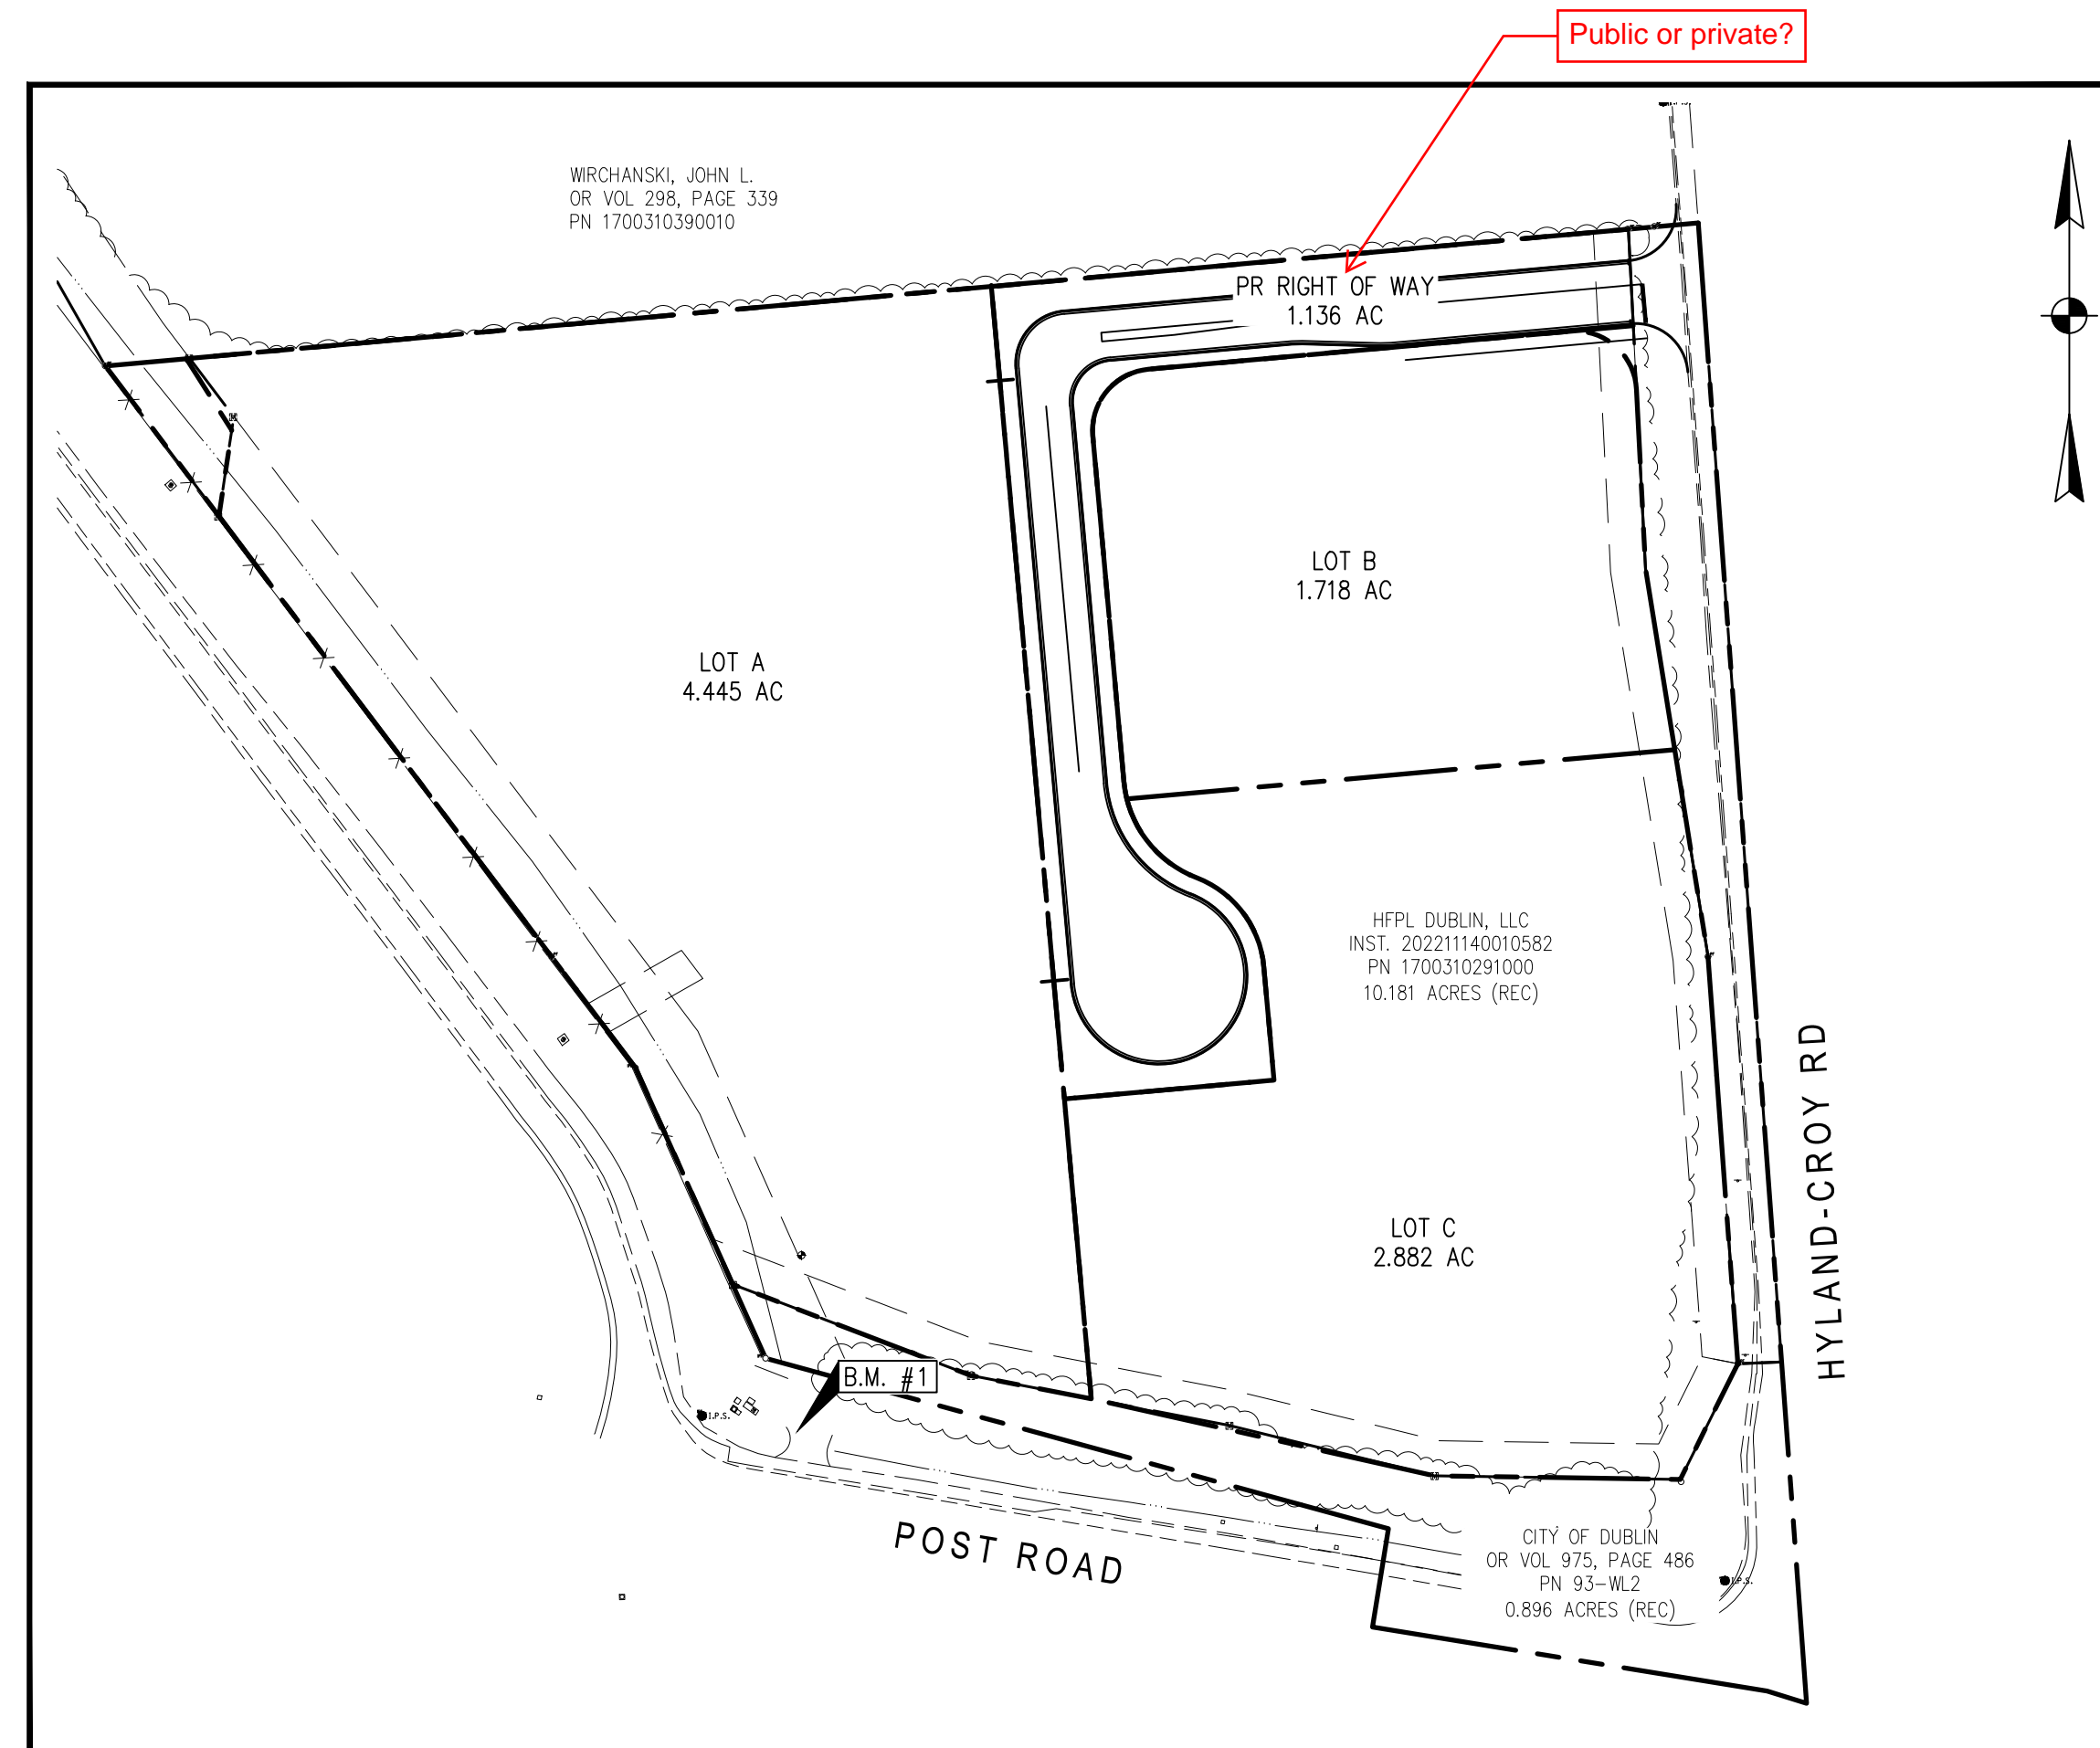 Public or private?
WIRCHANSKI, JOHN L.
OR VOL 298, PAGE 339
PN 1700310390010
PR RIGHT OF WAY
1.136 AC
LOT B
1.718 AC
LOT A
4.445 AC
HFPL DUBLIN, LLC
INST. 202211140010582
PN 1700310291000
10.181 ACRES (REC)
HYLAND-CROY RD
LOT C
2.882 AC
B.M. #1
I.P.S.
POST ROAD
CITY OF DUBLIN
OR VOL 975, PAGE 486
PN 93-WL2
0.896 ACRES (REC)
I.P.S.